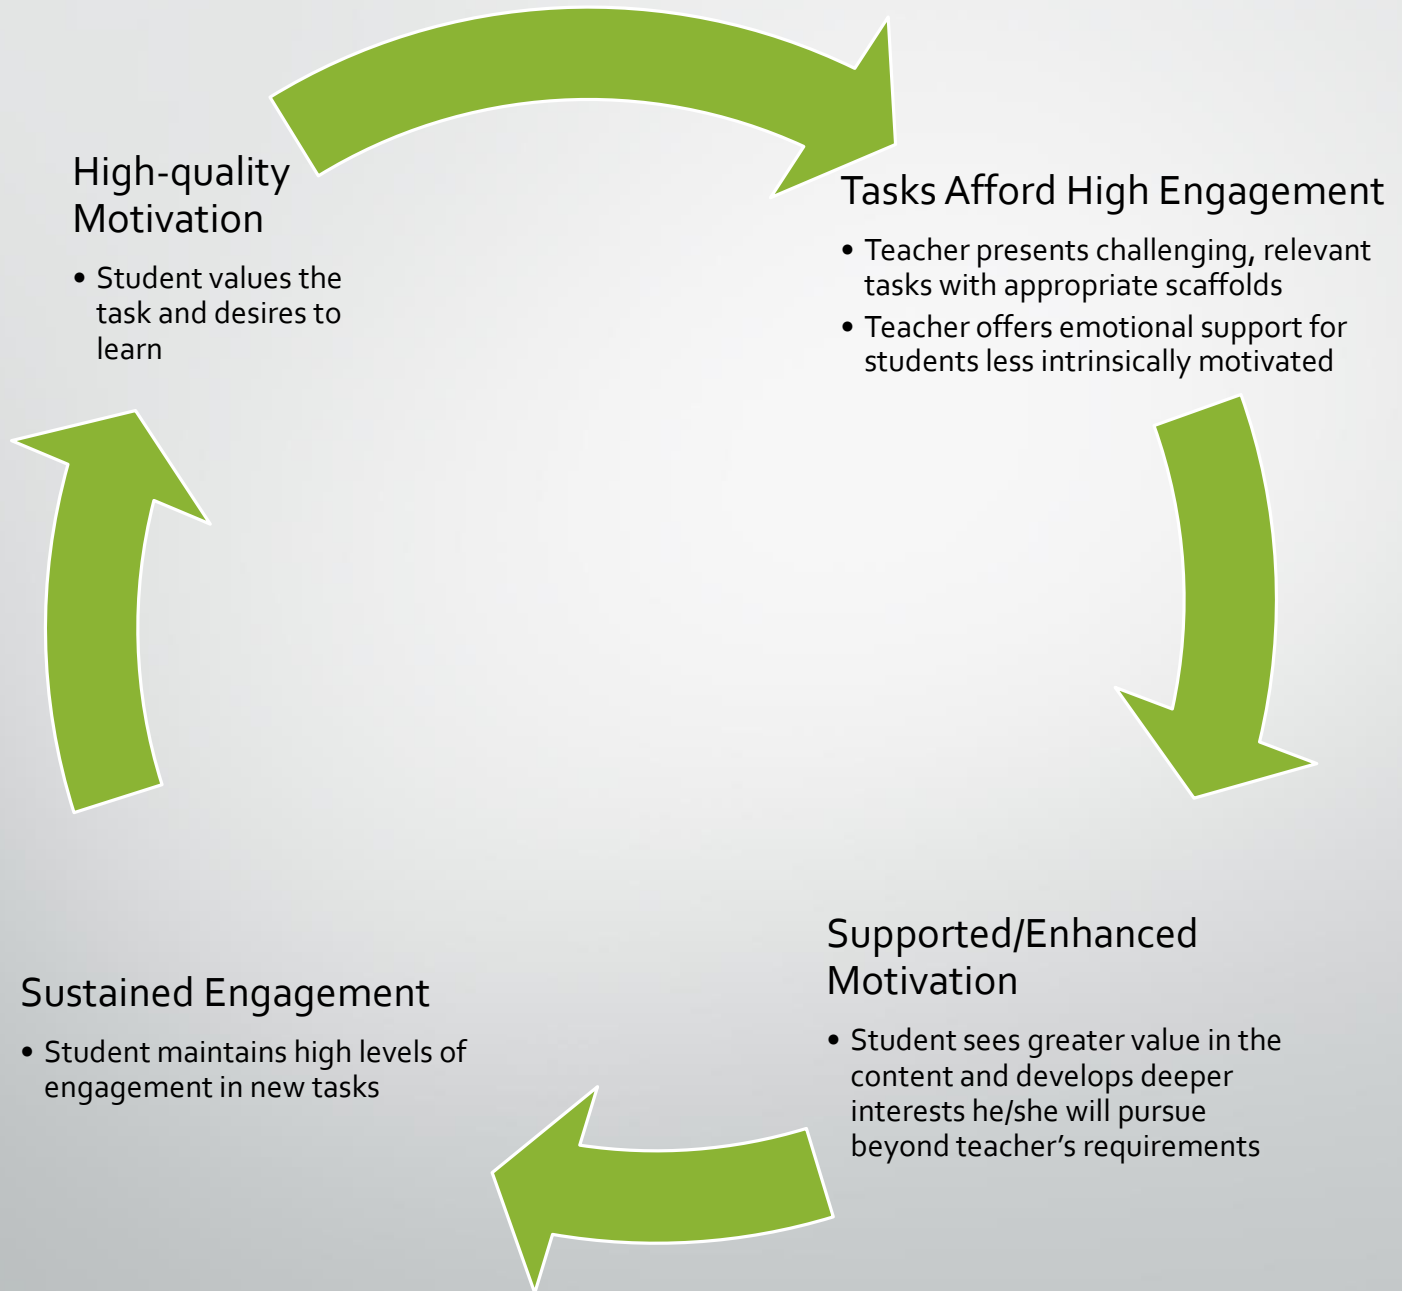 High-quality
Motivation
• Student values the
task and desires to
learn
Tasks Afford High Engagement
• Teacher presents challenging, relevant
tasks with appropriate scaffolds
• Teacher offers emotional support for
students less intrinsically motivated
Supported/Enhanced
Motivation
• Student sees greater value in the
content and develops deeper
interests he/she will pursue
beyond teacher’s requirements
Sustained Engagement
• Student maintains high levels of
engagement in new tasks